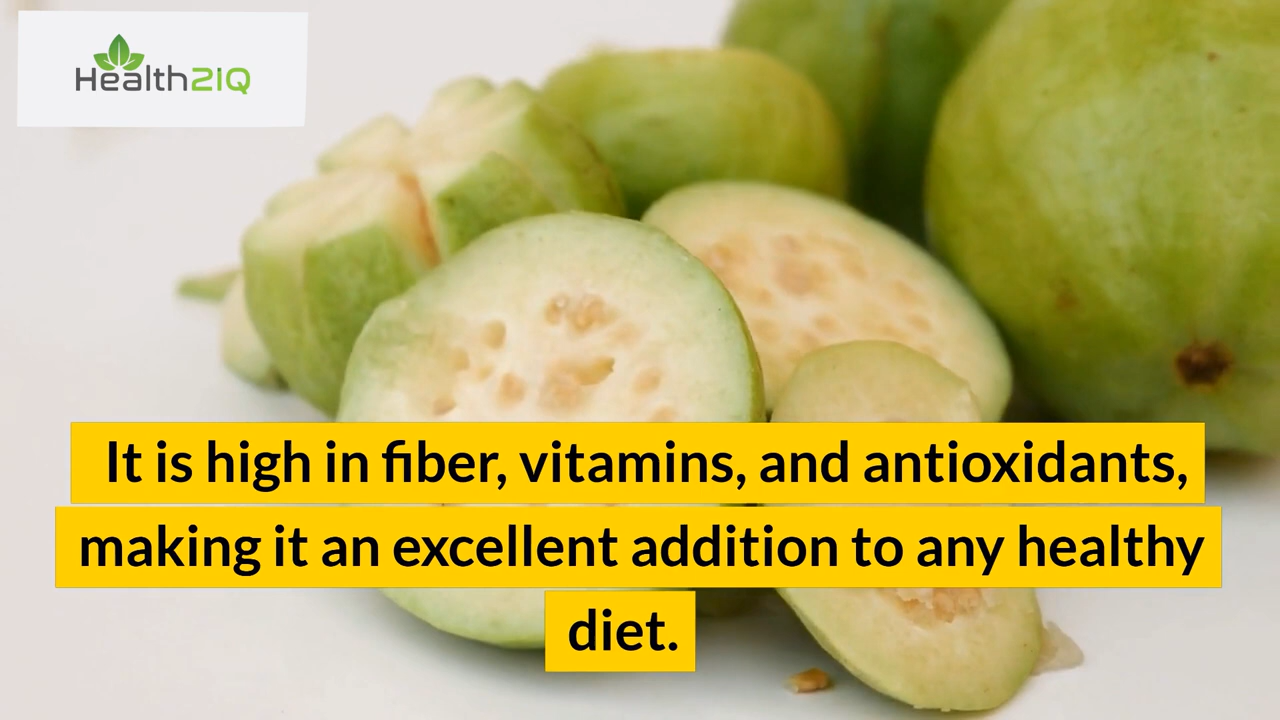 Health2IQ
It is high in fiber, vitamins, and antioxidants,
making it an excellent addition to any healthy
diet.